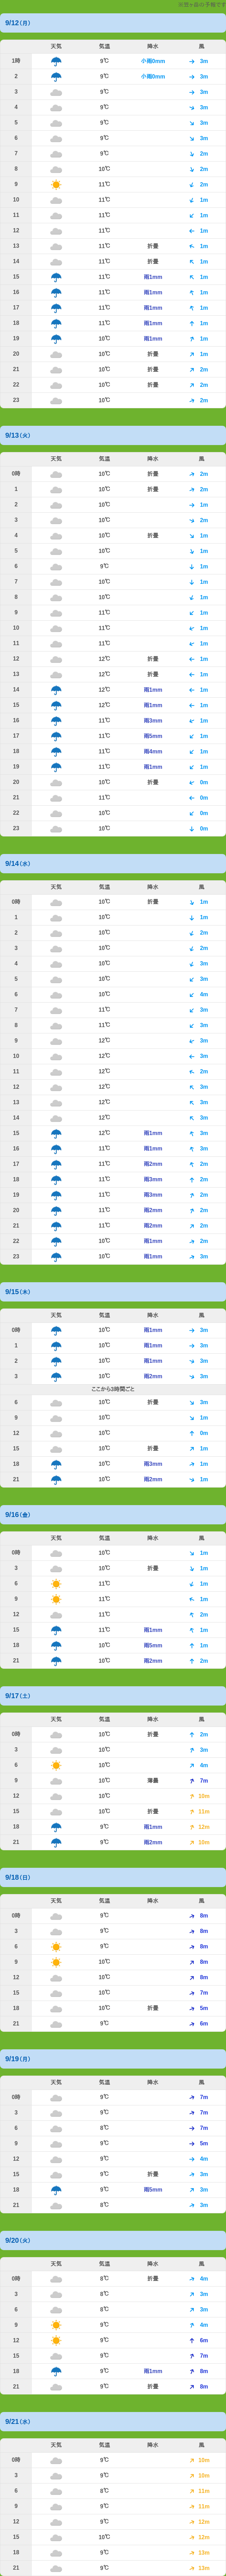 9/12(月)
天気 気温 降水 風
1時 9℃ 小雨0mm 3m
2 9℃ 小雨0mm 3m
3 9℃ 3m
4 9℃ 3m
5 9℃ 3m
6 9℃ 3m
7 9℃ 2m
8 10℃ 2m
9 11℃ 2m
10 11℃ 1m
11 11℃ 1m
12 11℃ 1m
13 11℃ 折畳 1m
14 11℃ 折畳 1m
15 11℃ 雨1mm 1m
16 11℃ 雨1mm 1m
17 11℃ 雨1mm 1m
18 11℃ 雨1mm 1m
19 10℃ 雨1mm 1m
20 10℃ 折畳 1m
21 10℃ 折畳 2m
22 10℃ 折畳 2m
23 10℃ 2m
9/13(火)
天気 気温 降水 風
0時 10℃ 折畳 2m
1 10℃ 折畳 2m
2 10℃ 1m
3 10℃ 2m
4 10℃ 折畳 1m
5 10℃ 1m
6 9℃ 1m
7 10℃ 1m
8 10℃ 1m
9 11℃ 1m
10 11℃ 1m
11 11℃ 1m
12 12℃ 折畳 1m
13 12℃ 折畳 1m
14 12℃ 雨1mm 1m
15 12℃ 雨1mm 1m
16 11℃ 雨3mm 1m
17 11℃ 雨5mm 1m
18 11℃ 雨4mm 1m
19 11℃ 雨1mm 1m
20 10℃ 折畳 0m
21 11℃ 0m
22 10℃ 0m
23 10℃ 0m
9/14(水)
天気 気温 降水 風
0時 10℃ 折畳 1m
1 10℃ 1m
2 10℃ 2m
3 10℃ 2m
4 10℃ 3m
5 10℃ 3m
6 10℃ 4m
7 11℃ 3m
8 11℃ 3m
9 12℃ 3m
10 12℃ 3m
11 12℃ 2m
12 12℃ 3m
13 12℃ 3m
14 12℃ 3m
15 12℃ 雨1mm 3m
16 11℃ 雨1mm 3m
17 11℃ 雨2mm 2m
18 11℃ 雨3mm 2m
19 11℃ 雨3mm 2m
20 11℃ 雨2mm 2m
21 11℃ 雨2mm 2m
22 10℃ 雨1mm 2m
23 10℃ 雨1mm 3m
9/15(木)
天気 気温 降水 風
0時 10℃ 雨1mm 3m
1 10℃ 雨1mm 3m
2 10℃ 雨1mm 3m
3 10℃ 雨2mm 3m
ここから3時間ごと
6 10℃ 折畳 3m
9 10℃ 1m
12 10℃ 0m
15 10℃ 折畳 1m
18 10℃ 雨3mm 1m
21 10℃ 雨2mm 1m
9/16(金)
天気 気温 降水 風
0時 10℃ 1m
3 10℃ 折畳 1m
6 11℃ 1m
9 11℃ 1m
12 11℃ 2m
15 11℃ 雨1mm 1m
18 10℃ 雨5mm 1m
21 10℃ 雨2mm 2m
9/17(土)
天気 気温 降水 風
0時 10℃ 折畳 2m
3 10℃ 3m
6 10℃ 4m
9 10℃ 薄曇 7m
12 10℃ 10m
15 10℃ 折畳 11m
18 9℃ 雨1mm 12m
21 9℃ 雨2mm 10m
9/18(日)
天気 気温 降水 風
0時 9℃ 8m
3 9℃ 8m
6 9℃ 8m
9 10℃ 8m
12 10℃ 8m
15 10℃ 7m
18 10℃ 折畳 5m
21 9℃ 6m
9/19(月)
天気 気温 降水 風
0時 9℃ 7m
3 9℃ 7m
6 8℃ 7m
9 9℃ 5m
12 9℃ 4m
15 9℃ 折畳 3m
18 9℃ 雨5mm 3m
21 8℃ 3m
9/20(火)
天気 気温 降水 風
0時 8℃ 折畳 4m
3 8℃ 3m
6 8℃ 3m
9 9℃ 4m
12 9℃ 6m
15 9℃ 7m
18 9℃ 雨1mm 8m
21 9℃ 折畳 8m
9/21(水)
天気 気温 降水 風
0時 9℃ 10m
3 9℃ 10m
6 8℃ 11m
9 9℃ 11m
12 9℃ 12m
15 10℃ 12m
18 9℃ 13m
21 9℃ 13m